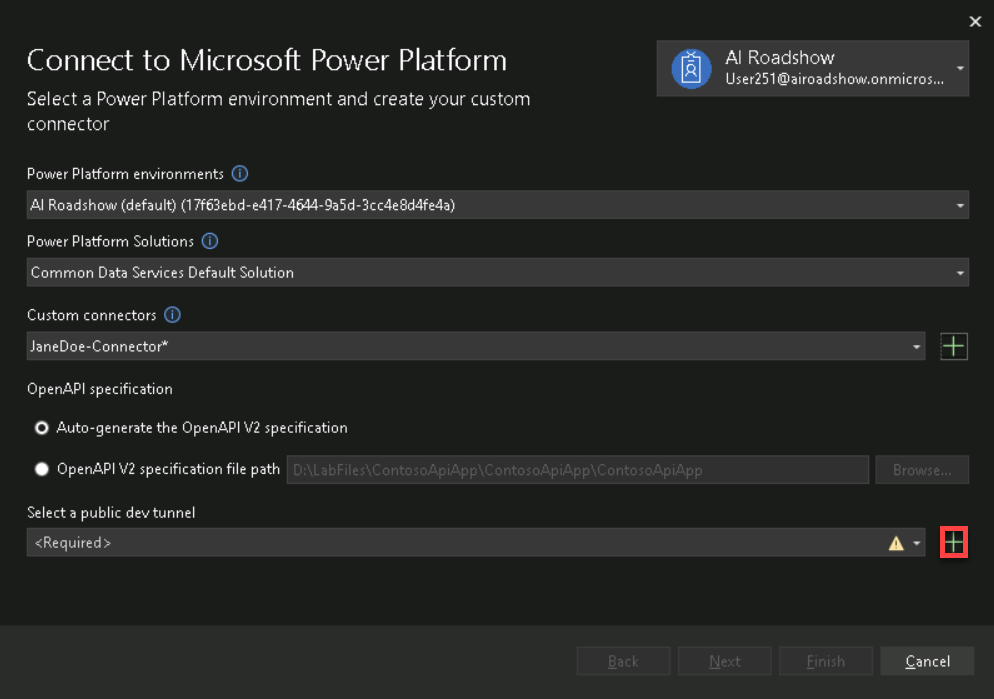 Connect to Microsoft Power Platform
AI Roadshow
User251@airoadshow.onmicros...
Select a Power Platform environment and create your custom
connector
Power Platform environments
AI Roadshow (default) (17f63ebd-e417-4644-9a5d-3cc4e8d4fe4a)
Power Platform Solutions
Common Data Services Default Solution
Custom connectors
JaneDoe-Connector*
OpenAPI specification
Auto-generate the OpenAPI V2 specification
OpenAPI V2 specification file path D:\LabFiles\ContosoApiApp\ContosoApiApp\ContosoApiApp Browse...
Select a public dev tunnel
<Required>
Back Next Finish Cancel